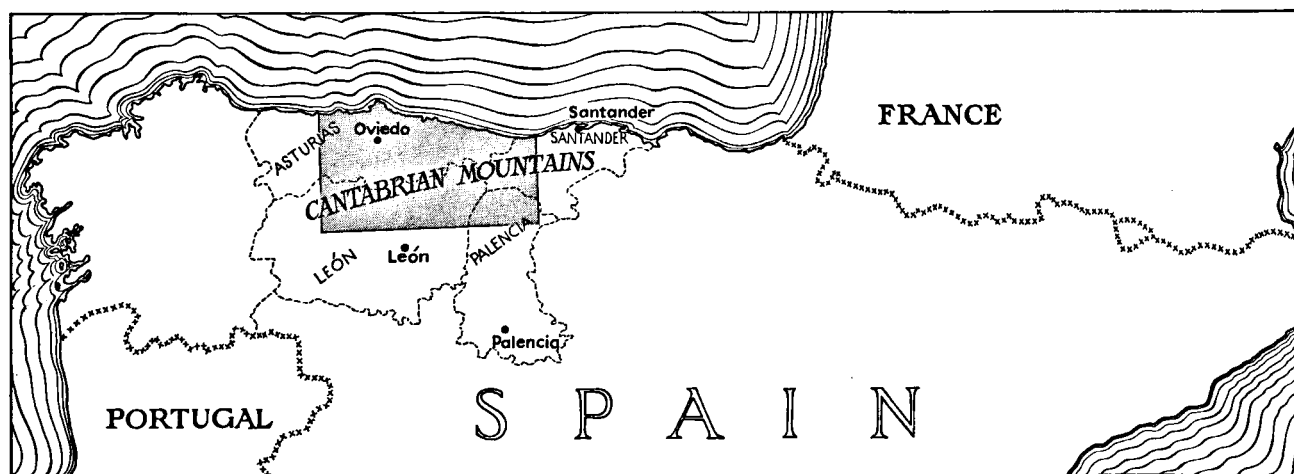 FRANCE
Santander
SANTANDER
Oviedo
ASTURIAS
CANTABRIAN MOUNTAINS
PALENCIA
LEÓN
León
Palencia
PORTUGAL
SPAIN